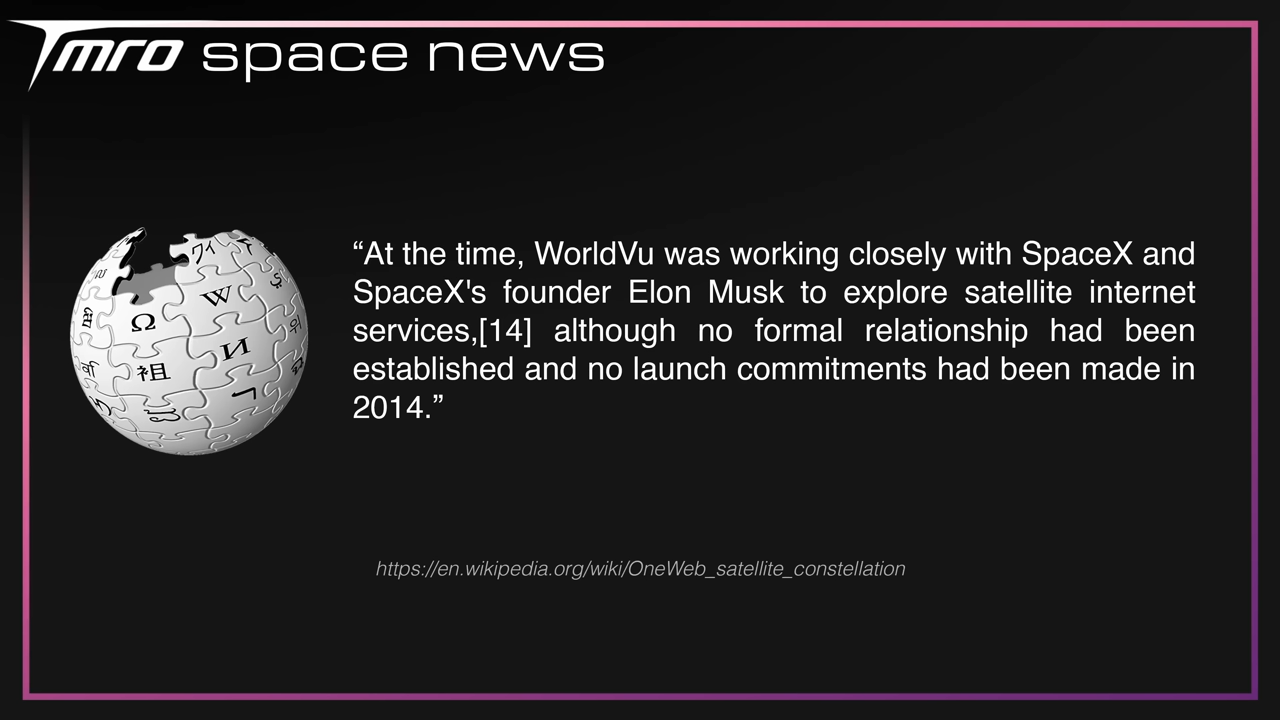 TMRO space news
“At the time, WorldVu was working closely with SpaceX and
SpaceX's founder Elon Musk to explore satellite internet
services,[14] although no formal relationship had been
established and no launch commitments had been made in
2014.”
Ω W
И
祖
https://en.wikipedia.org/wiki/OneWeb_satellite_constellation